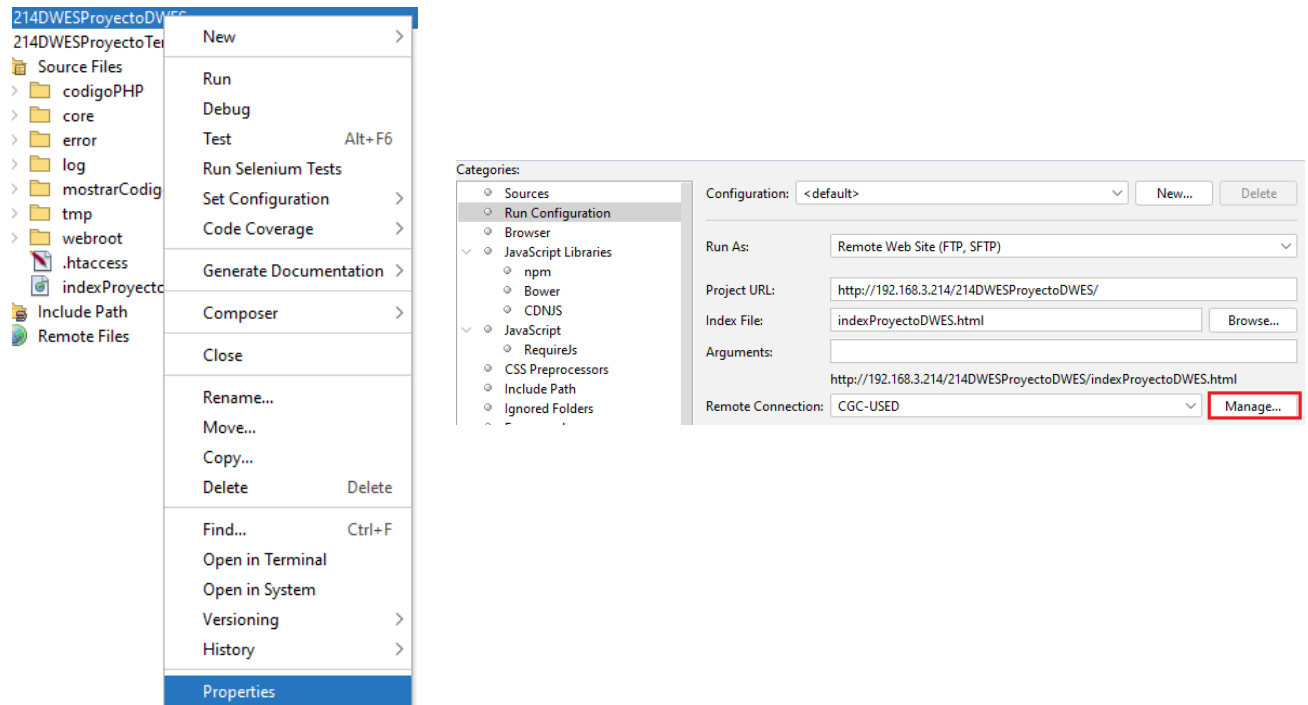 214DWESProyectoDWES
214DWESProyectoTe
Source Files
codigoPHP
core
error
log
mostrarCodig
tmp
webroot
.htaccess
indexProyecto
Include Path
Remote Files
New
Run
Debug
Test Alt+F6
Run Selenium Tests
Set Configuration
Code Coverage
Generate Documentation
Composer
Close
Rename...
Move...
Copy...
Delete Delete
Find... Ctrl+F
Open in Terminal
Open in System
Versioning
History
Properties
Categories:
Sources
Run Configuration
Browser
JavaScript Libraries
npm
Bower
CDNJS
JavaScript
RequireJs
CSS Preprocessors
Include Path
Ignored Folders
Configuration: <default> New... Delete
Run As: Remote Web Site (FTP, SFTP)
Project URL: http://192.168.3.214/214DWESProyectoDWES/
Index File: indexProyectoDWES.html Browse...
Arguments:
http://192.168.3.214/214DWESProyectoDWES/indexProyectoDWES.html
Remote Connection: CGC-USED Manage...